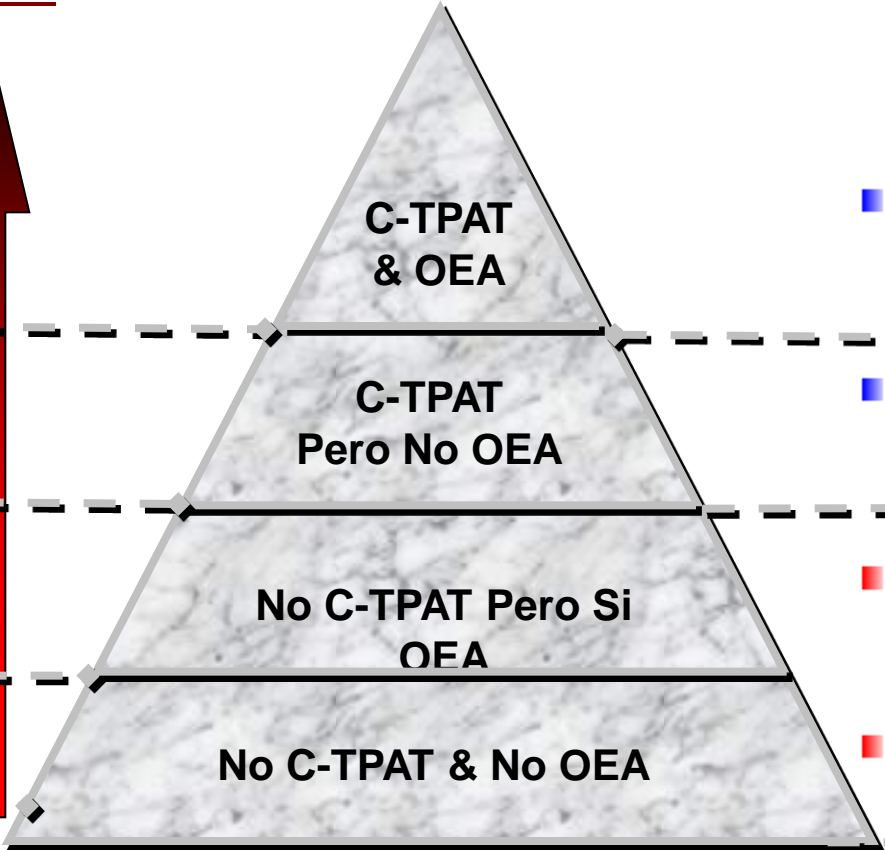 C-TPAT
& OEA
C-TPAT
Pero No OEA
No C-TPAT Pero Si
OEA
No C-TPAT & No OEA